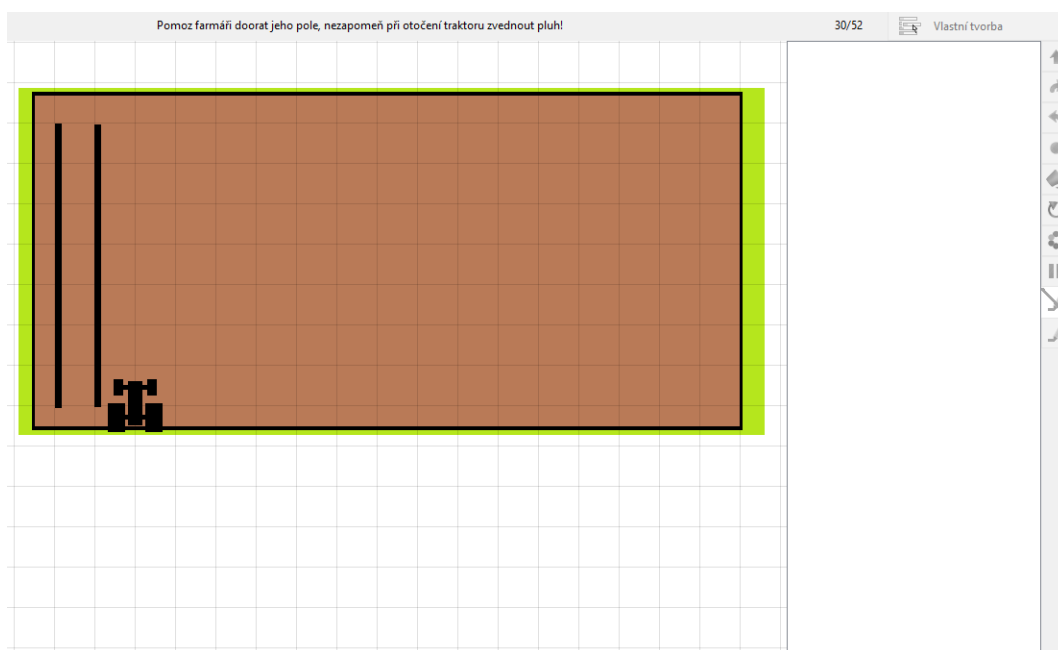 Pomoz farmáři doorat jeho pole, nezapomeň při otočení traktoru zvednout pluh!
30/52
Vlastní tvorba